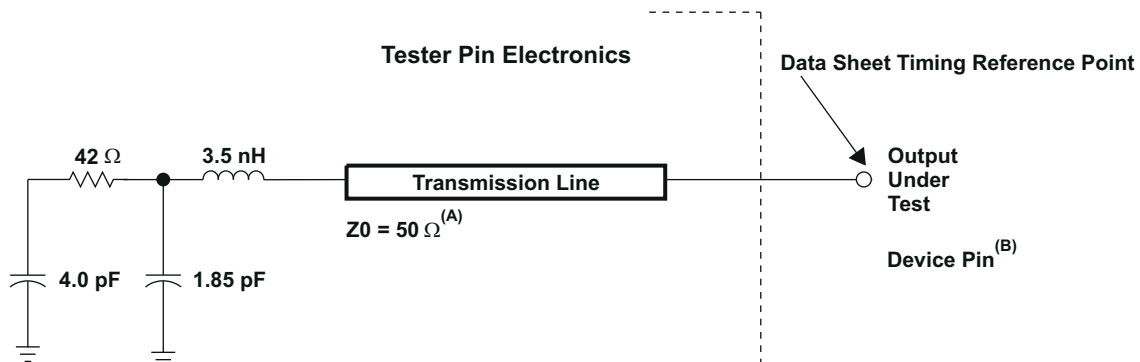 Tester Pin Electronics
Data Sheet Timing Reference Point
42 Ω
3.5 nH
Transmission Line
Output
Under
Test
Z0 = 50 Ω(A)
Device Pin(B)
4.0 pF
1.85 pF